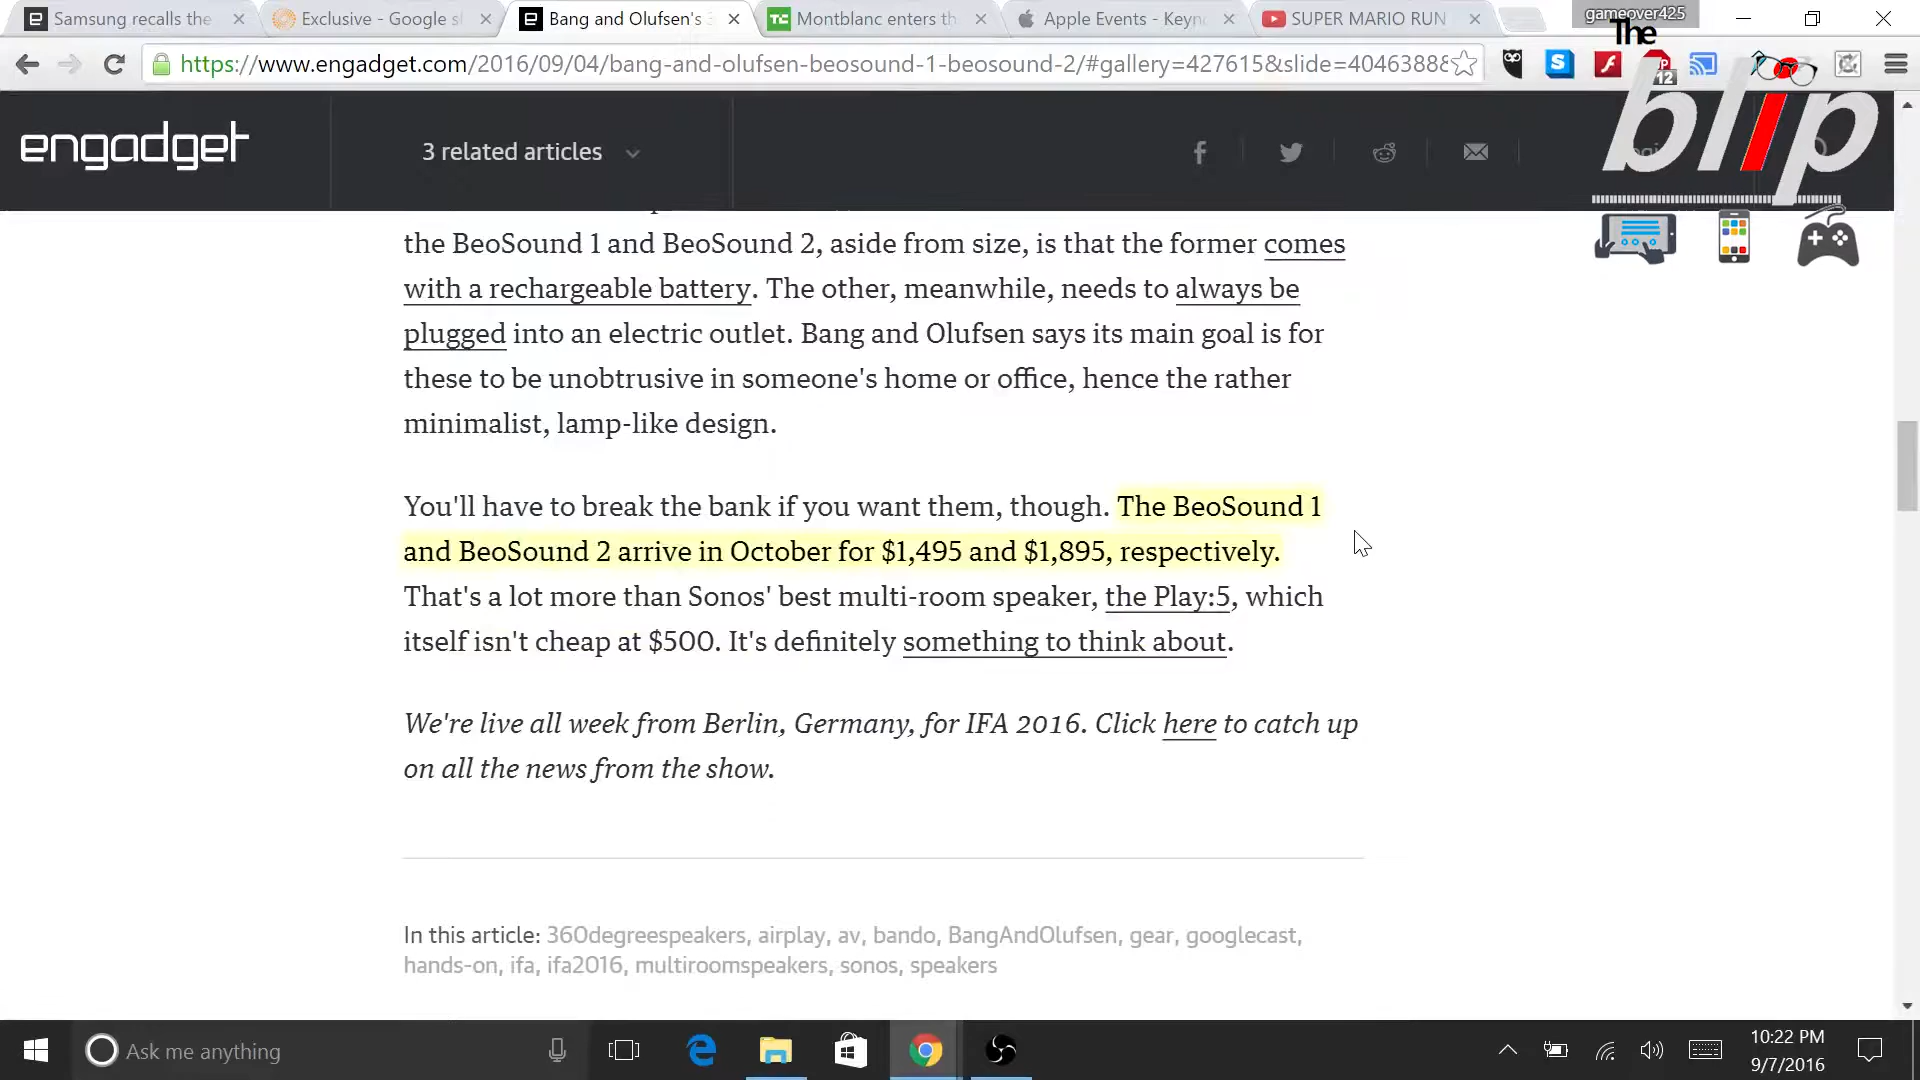 Samsung recalls the
Exclusive - Google s
Bang and Olufsen's 3
Montblanc enters th
Apple Events - Keyn
SUPER MARIO RUN
gameover425
The
https://www.engadget.com/2016/09/04/bang-and-olufsen-beosound-1-beosound-2/#gallery=427615&slide=4046388
12
blip
engadget
3 related articles
the BeoSound 1 and BeoSound 2, aside from size, is that the former comes
with a rechargeable battery. The other, meanwhile, needs to always be
plugged into an electric outlet. Bang and Olufsen says its main goal is for
these to be unobtrusive in someone's home or office, hence the rather
minimalist, lamp-like design.
You'll have to break the bank if you want them, though. The BeoSound 1
and BeoSound 2 arrive in October for $1,495 and $1,895, respectively.
That's a lot more than Sonos' best multi-room speaker, the Play:5, which
itself isn't cheap at $500. It's definitely something to think about.
We're live all week from Berlin, Germany, for IFA 2016. Click here to catch up
on all the news from the show.
In this article: 360degreespeakers, airplay, av, bando, BangAndOlufsen, gear, googlecast,
hands-on, ifa, ifa2016, multiroomspeakers, sonos, speakers
Ask me anything
10:22 PM
9/7/2016